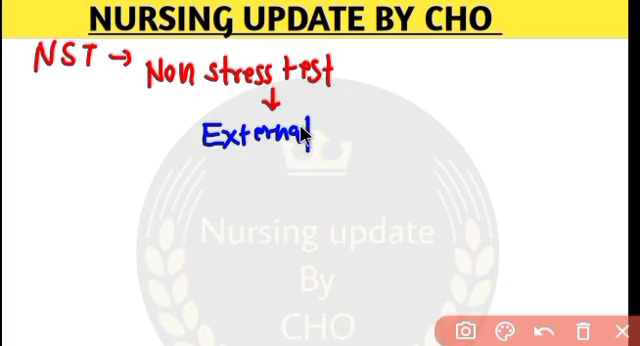 NURSING UPDATE BY CHO
NST → Non stress test
↓
External
Nursing update
By
CHO